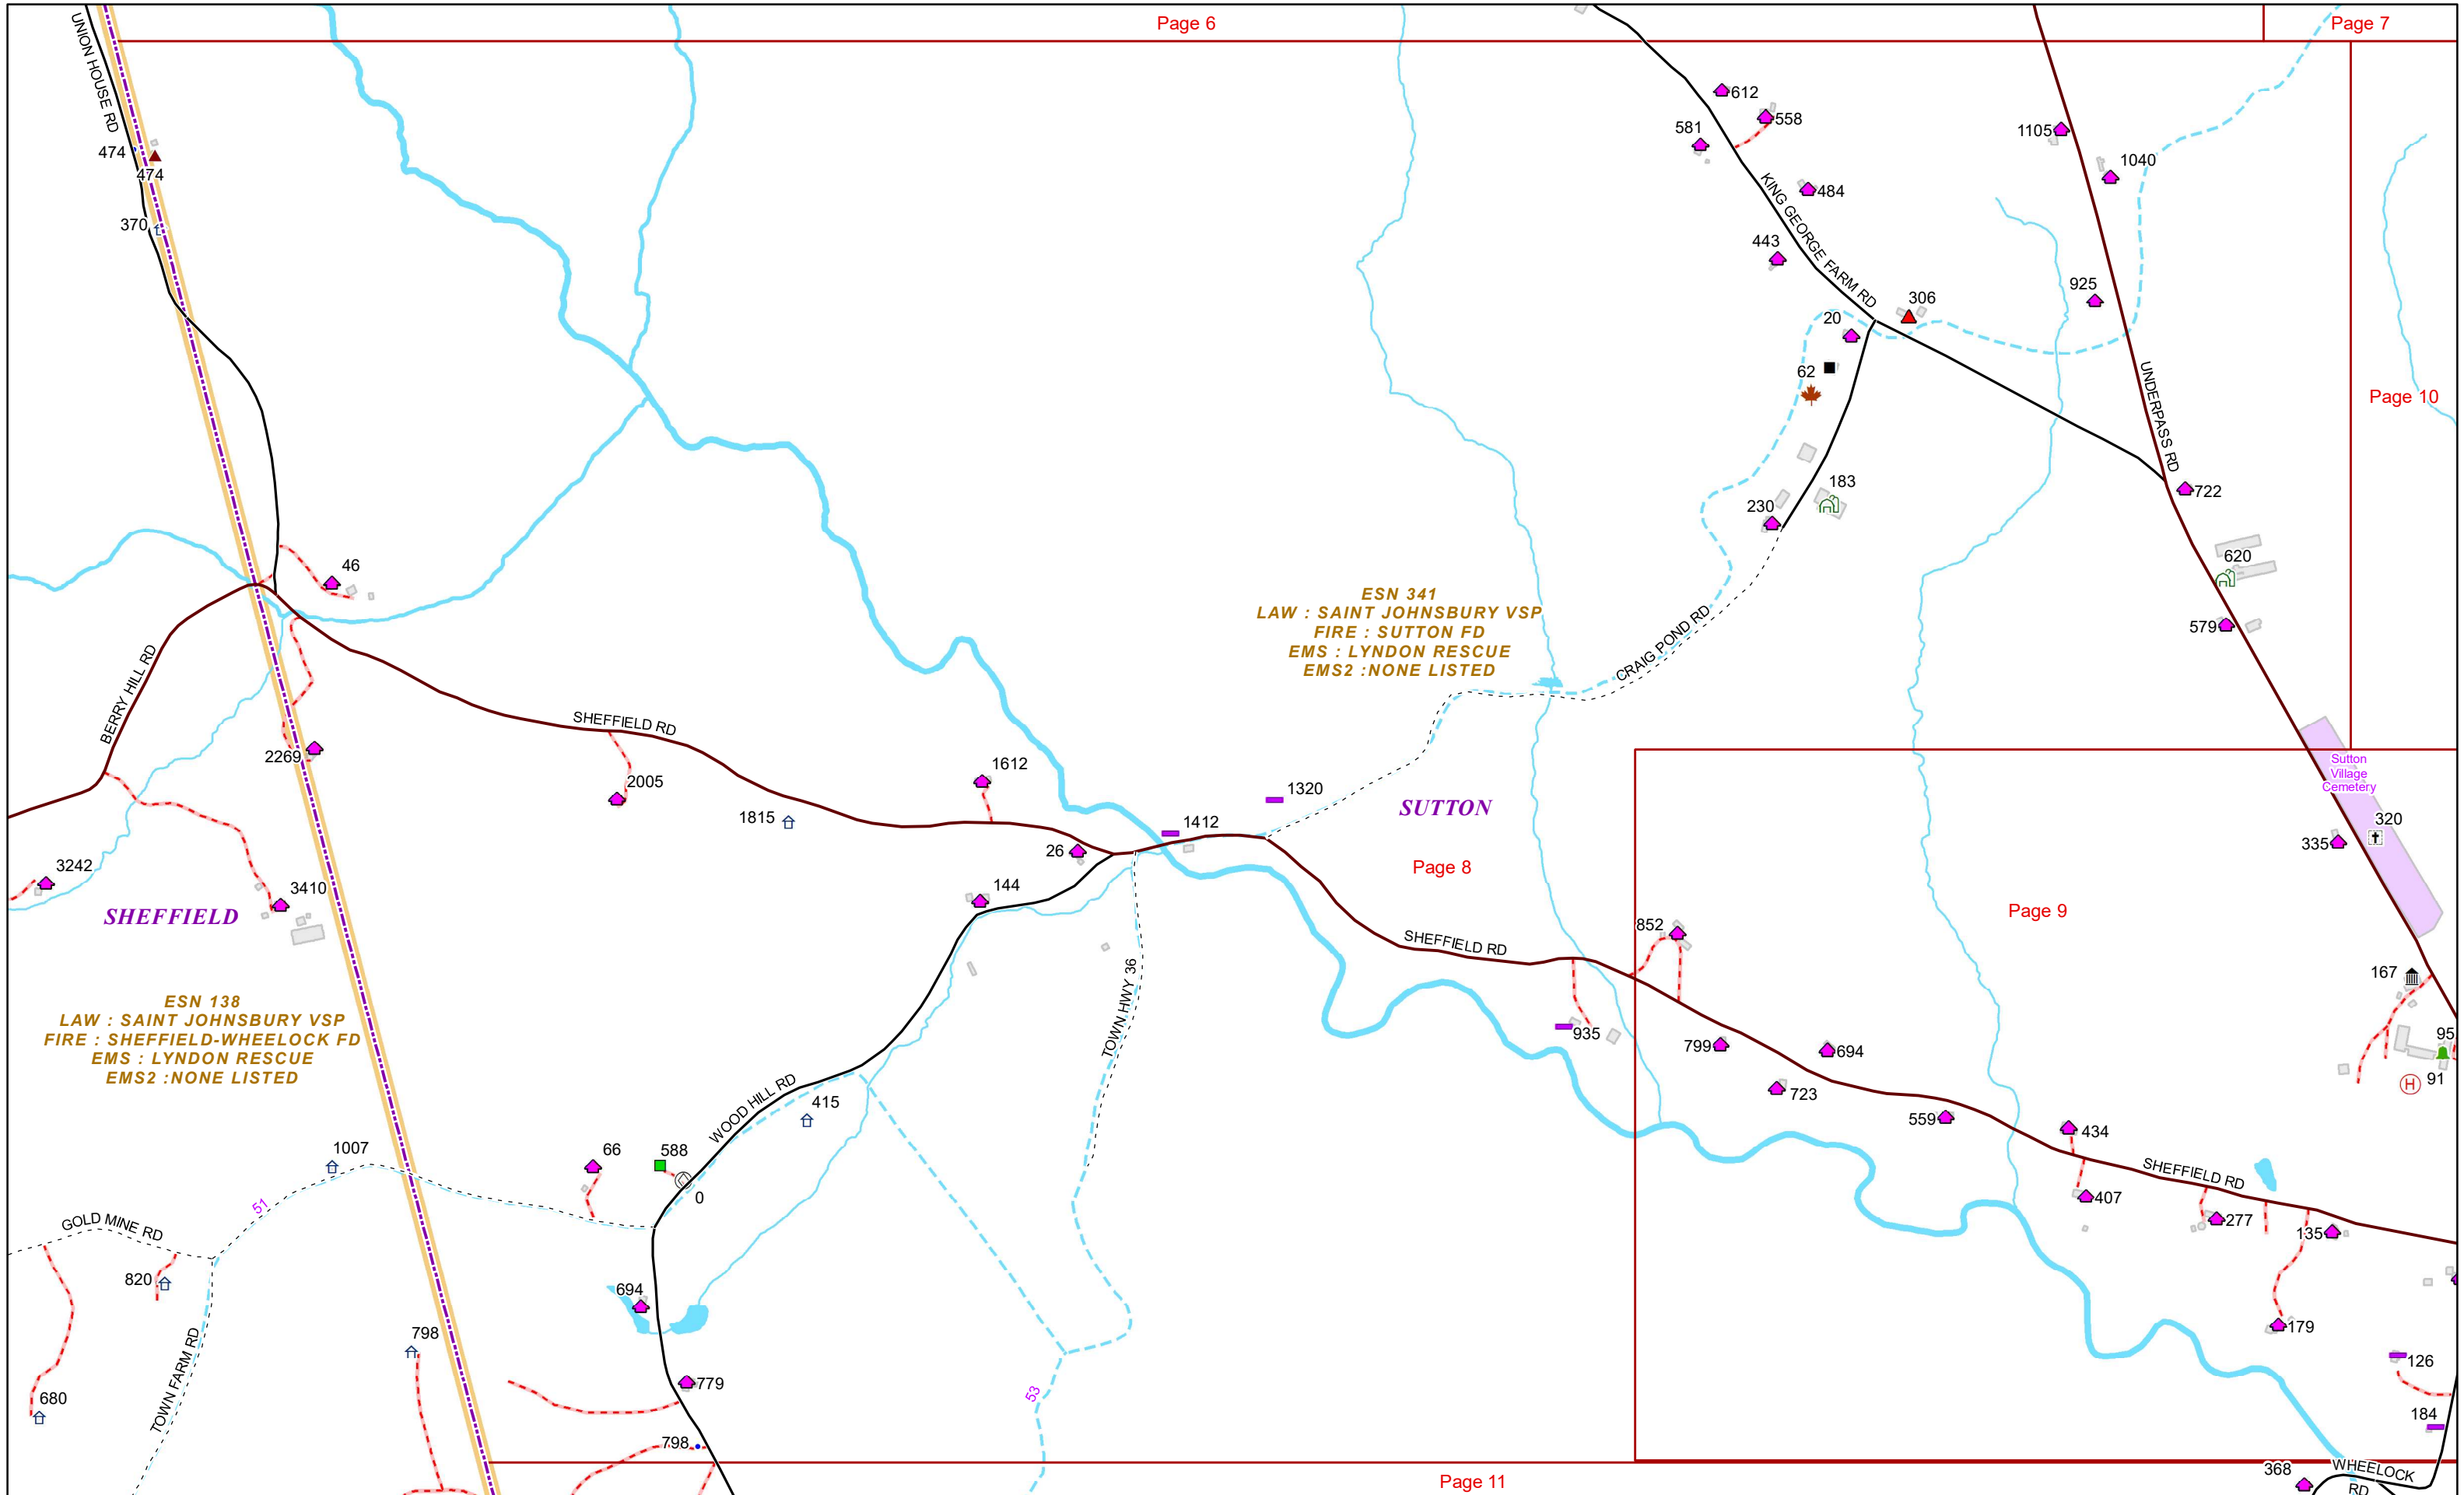 Page 6
Page 7
UNION HOUSE RD
612
558
581
1105
1040
474
474
484
KING GEORGE FARM RD
370
443
925
306
20
62
UNDERPASS RD
Page 10
183
722
230
620
46
579
ESN 341
LAW : SAINT JOHNSBURY VSP
FIRE : SUTTON FD
EMS : LYNDON RESCUE
EMS2 :NONE LISTED
CRAIG POND RD
BERRY HILL RD
SHEFFIELD RD
2269
Sutton
Village
Cemetery
1612
2005
1320
SUTTON
1815
1412
320
335
26
3242
Page 8
3410
144
SHEFFIELD
Page 9
852
SHEFFIELD RD
TOWN HWY 36
167
ESN 138
LAW : SAINT JOHNSBURY VSP
FIRE : SHEFFIELD-WHEELOCK FD
EMS : LYNDON RESCUE
EMS2 :NONE LISTED
935
799
694
95
H
91
723
WOOD HILL RD
415
559
434
1007
66
588
0
SHEFFIELD RD
407
51
GOLD MINE RD
277
135
820
694
TOWN FARM RD
798
179
126
680
779
53
184
798
368
WHEELOCK
RD
Page 11